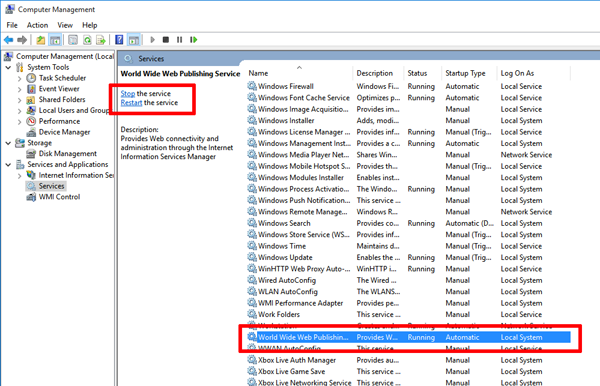 Computer Management
File Action View Help
Computer Management (Local
System Tools
Task Scheduler
Event Viewer
Shared Folders
Local Users and Groups
Performance
Device Manager
Storage
Disk Management
Services and Applications
Internet Information Ser
Services
WMI Control
Services
World Wide Web Publishing Service
Stop the service
Restart the service
Description:
Provides Web connectivity and
administration through the Internet
Information Services Manager
Name Description Status Startup Type Log On As
Windows Firewall Windows Fi... Running Automatic Local Service
Windows Font Cache Service Optimizes p... Running Automatic Local Service
Windows Image Acquisitio... Provides im... Manual Local Service
Windows Installer Adds, modi... Manual Local System
Windows License Manager ... Provides inf... Manual (Trig... Local Service
Windows Management Inst... Provides a c... Running Automatic Local System
Windows Media Player Net... Shares Win... Manual Network Service
Windows Mobile Hotspot S... Provides th... Manual (Trig... Local Service
Windows Modules Installer Enables inst... Manual Local System
Windows Process Activatio... The Windo... Running Manual Local System
Windows Push Notification... This service ... Manual Local System
Windows Remote Manage... Windows R... Manual Network Service
Windows Search Provides co... Running Automatic (D... Local System
Windows Store Service (WS... Provides inf... Manual (Trig... Local System
Windows Time Maintains d... Manual (Trig... Local Service
Windows Update Enables the ... Running Manual (Trig... Local System
WinHTTP Web Proxy Auto-... WinHTTP i... Running Manual Local Service
Wired AutoConfig The Wired ... Manual Local System
WLAN AutoConfig The WLANS... Manual Local System
WMI Performance Adapter Provides pe... Manual Local System
Work Folders This service ... Manual Local Service
Workstation Creates and... Running Automatic Network Service
World Wide Web Publishin... Provides W... Running Automatic Local System
WWAN AutoConfig This service ... Manual Local Service
Xbox Live Auth Manager Provides au... Manual Local System
Xbox Live Game Save This service ... Manual Local System
Xbox Live Networking Service This service ... Manual Local System